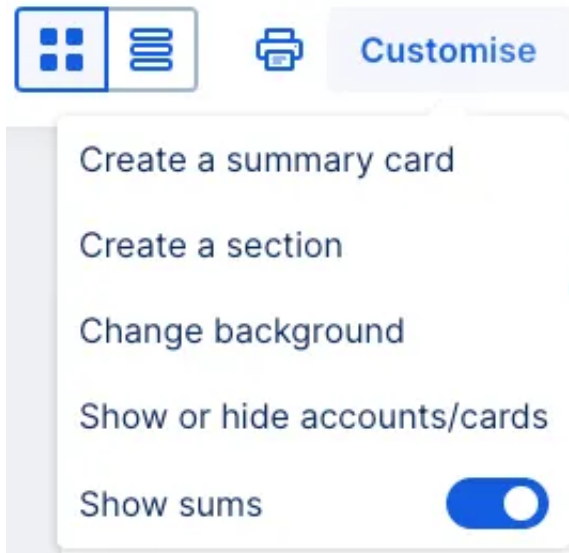 Customise
Create a summary card
Create a section
Change background
Show or hide accounts/cards
Show sums